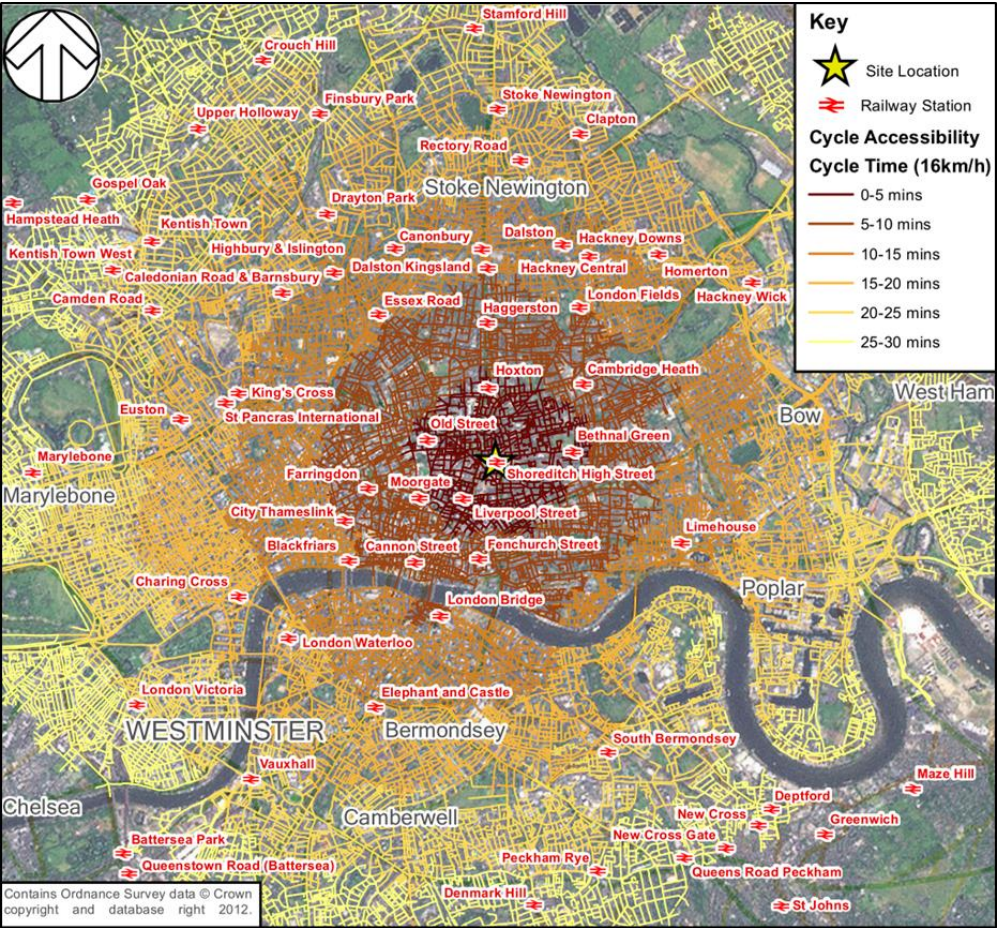 Stamford Hill
Crouch Hill
Key
Site Location
Railway Station
Cycle Accessibility
Cycle Time (16km/h)
0-5 mins
5-10 mins
10-15 mins
15-20 mins
20-25 mins
25-30 mins
Finsbury Park
Stoke Newington
Upper Holloway
Clapton
Rectory Road
Stoke Newington
Gospel Oak
Drayton Park
Hampstead Heath
Kentish Town
Canonbury
Dalston
Hackney Downs
Kentish Town West
Highbury & Islington
Dalston Kingsland
Hackney Central
Homerton
Caledonian Road & Barnsbury
Camden Road
Essex Road
Haggerston
London Fields
Hackney Wick
Hoxton
Cambridge Heath
King's Cross
West Ham
Euston
St Pancras International
Old Street
Bow
Bethnal Green
Marylebone
Marylebone
Farringdon
Moorgate
Shoreditch High Street
City Thameslink
Liverpool Street
Limehouse
Blackfriars
Cannon Street
Fenchurch Street
Charing Cross
Poplar
London Bridge
London Waterloo
London Victoria
Elephant and Castle
WESTMINSTER
Bermondsey
South Bermondsey
Vauxhall
Maze Hill
Chelsea
Deptford
Camberwell
New Cross
Greenwich
New Cross Gate
Battersea Park
Peckham Rye
Queenstown Road (Battersea)
Queens Road Peckham
Denmark Hill
St Johns
Contains Ordnance Survey data © Crown
copyright and database right 2012.